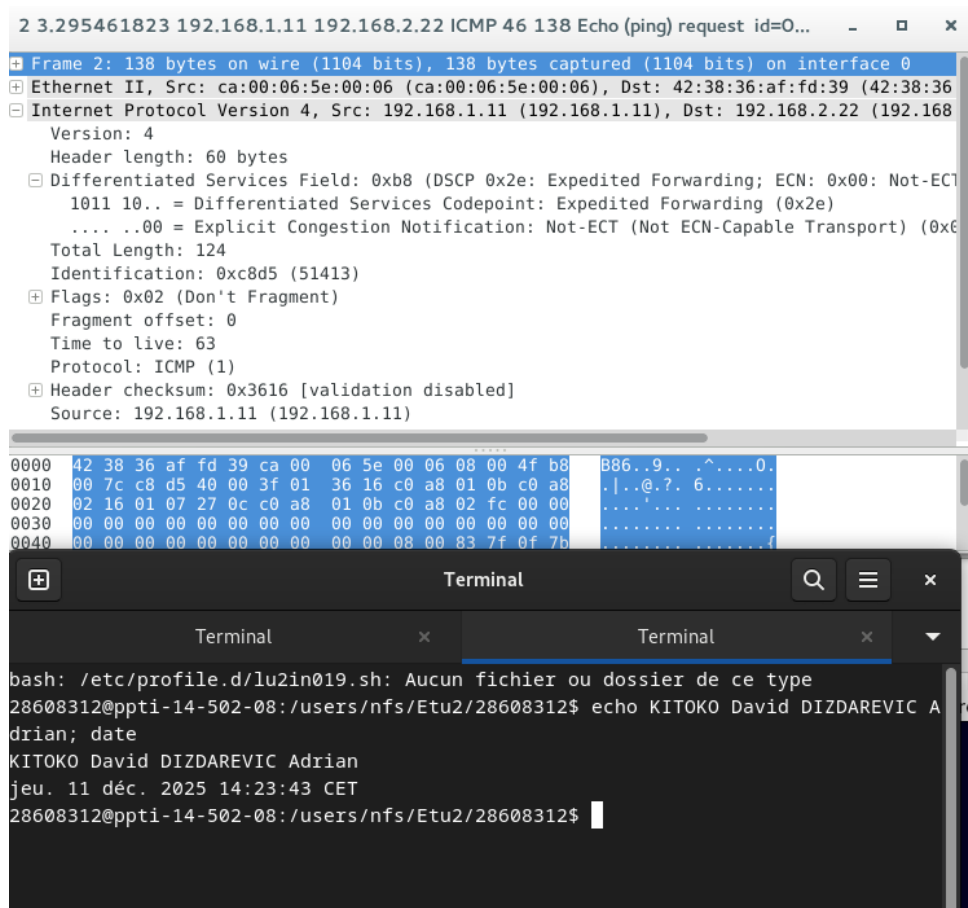 2 3.295461823 192.168.1.11 192.168.2.22 ICMP 46 138 Echo (ping) request id=0...
Frame 2: 138 bytes on wire (1104 bits), 138 bytes captured (1104 bits) on interface 0
Ethernet II, Src: ca:00:06:5e:00:06 (ca:00:06:5e:00:06), Dst: 42:38:36:af:fd:39 (42:38:36
Internet Protocol Version 4, Src: 192.168.1.11 (192.168.1.11), Dst: 192.168.2.22 (192.168
Version: 4
Header length: 60 bytes
Differentiated Services Field: 0xb8 (DSCP 0x2e: Expedited Forwarding; ECN: 0x00: Not-ECT
1011 10.. = Differentiated Services Codepoint: Expedited Forwarding (0x2e)
.... ..00 = Explicit Congestion Notification: Not-ECT (Not ECN-Capable Transport) (0x0
Total Length: 124
Identification: 0xc8d5 (51413)
Flags: 0x02 (Don't Fragment)
Fragment offset: 0
Time to live: 63
Protocol: ICMP (1)
Header checksum: 0x3616 [validation disabled]
Source: 192.168.1.11 (192.168.1.11)
0000 42 38 36 af fd 39 ca 00 06 5e 00 06 08 00 4f b8 B86..9.. .^....O.
0010 00 7c c8 d5 40 00 3f 01 36 16 c0 a8 01 0b c0 a8 .|..@.?. 6.......
0020 02 16 01 07 27 0c c0 a8 01 0b c0 a8 02 fc 00 00 ....'... ........
0030 00 00 00 00 00 00 00 00 00 00 00 00 00 00 00 00 ........ ........
0040 00 00 00 00 00 00 00 00 00 00 08 00 83 7f 0f 7b ........ .......{
Terminal
Terminal Terminal
bash: /etc/profile.d/lu2in019.sh: Aucun fichier ou dossier de ce type
28608312@ppti-14-502-08:/users/nfs/Etu2/28608312$ echo KITOKO David DIZDAREVIC A
drian; date
KITOKO David DIZDAREVIC Adrian
jeu. 11 déc. 2025 14:23:43 CET
28608312@ppti-14-502-08:/users/nfs/Etu2/28608312$